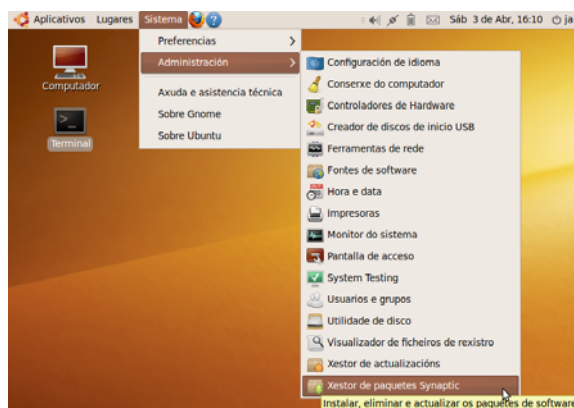 Aplicativos Lugares Sistema Sáb 3 de Abr, 16:10 ja
Preferencias
Administración
Axuda e asistencia técnica
Sobre Gnome
Sobre Ubuntu
Computador
Terminal
Configuración de idioma
Conserxe do computador
Controladores de Hardware
Creador de discos de inicio USB
Ferramentas de rede
Fontes de software
Hora e data
Impresoras
Monitor do sistema
Pantalla de acceso
System Testing
Usuarios e grupos
Utilidade de disco
Visualizador de ficheiros de rexistro
Xestor de actualizacións
Xestor de paquetes Synaptic
Instalar, eliminar e actualizar os paquetes de software